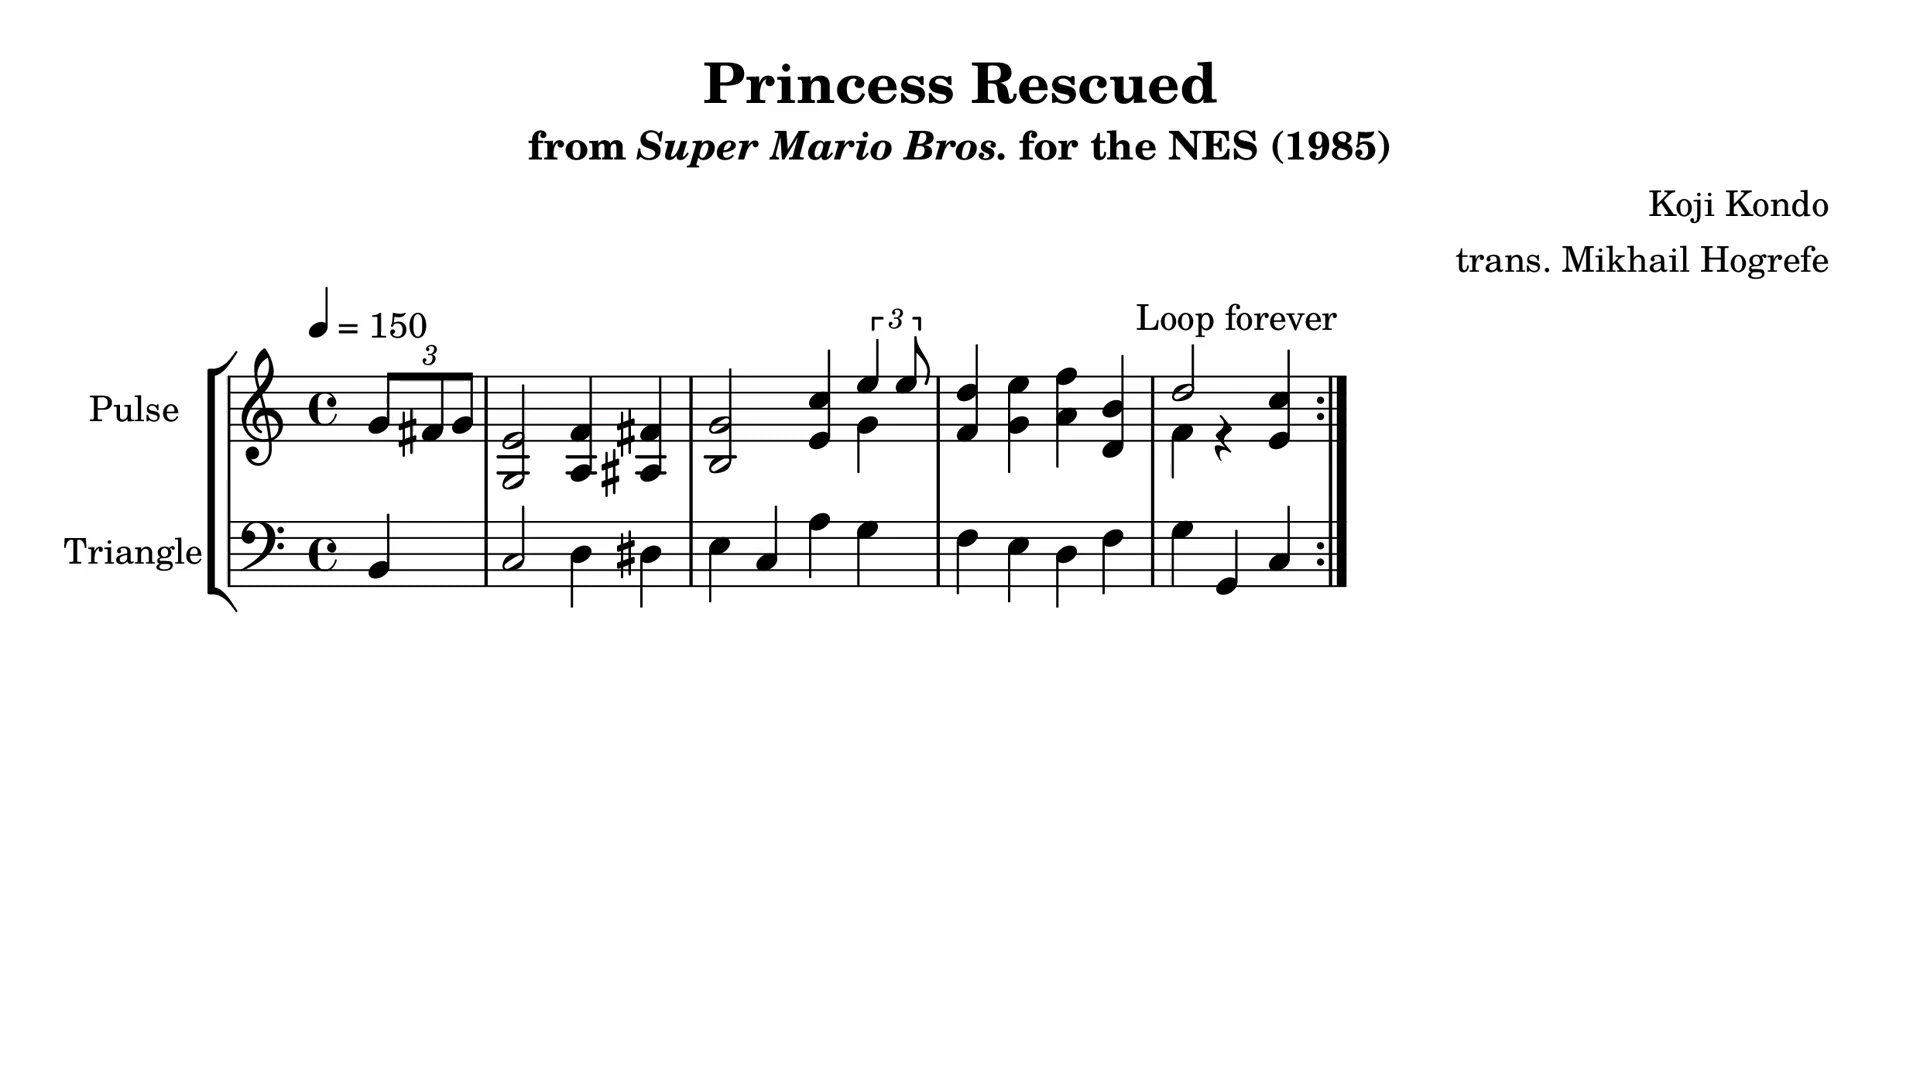 Princess Rescued
from Super Mario Bros. for the NES (1985)
Koji Kondo
trans. Mikhail Hogrefe
= 150
Loop forever
3
3
Pulse
Triangle